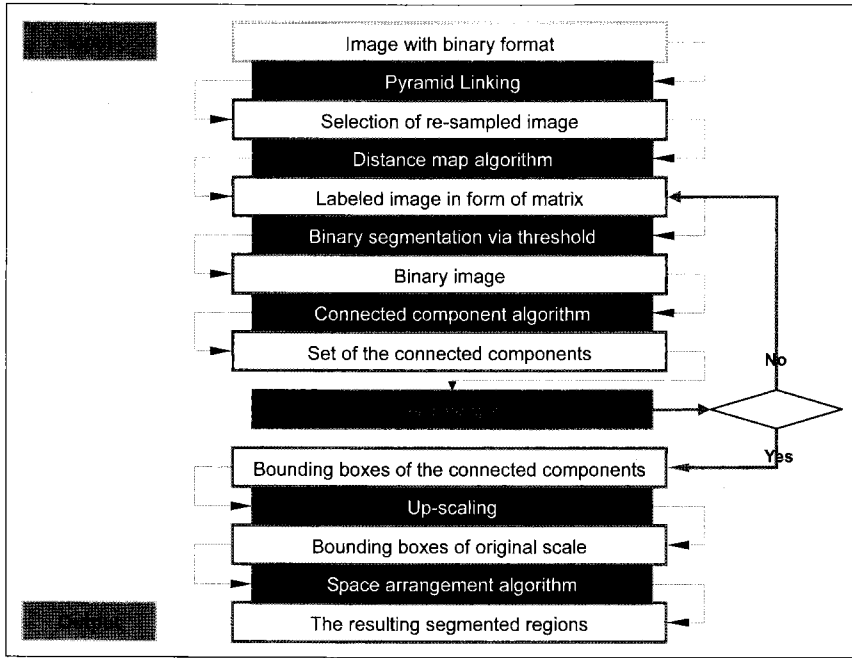 Image with binary format
Pyramid Linking
Selection of re-sampled image
Distance map algorithm
Labeled image in form of matrix
Binary segmentation via threshold
Binary image
Connected component algorithm
Set of the connected components
No
Yes
Bounding boxes of the connected components
Up-scaling
Bounding boxes of original scale
Space arrangement algorithm
The resulting segmented regions